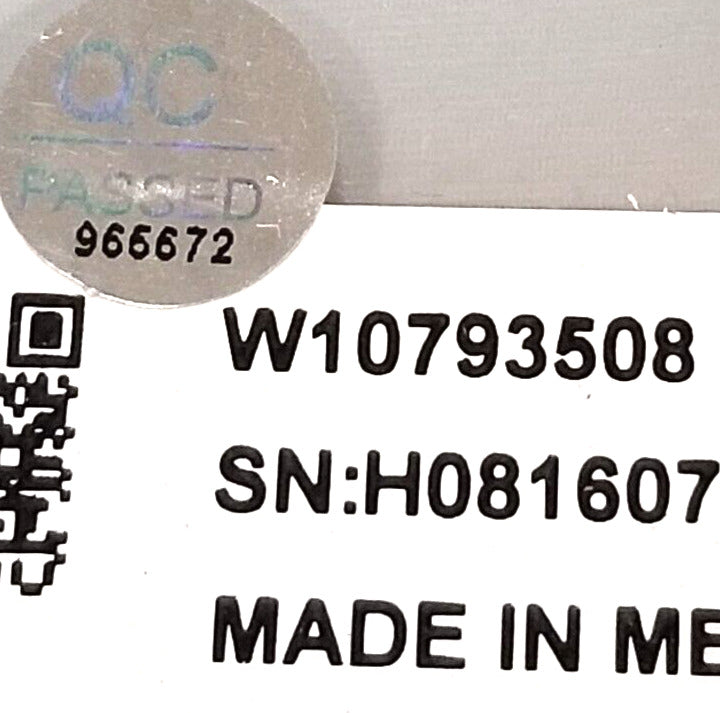 QC
PASSED
966672
W10793508
SN:H081607
MADE IN ME